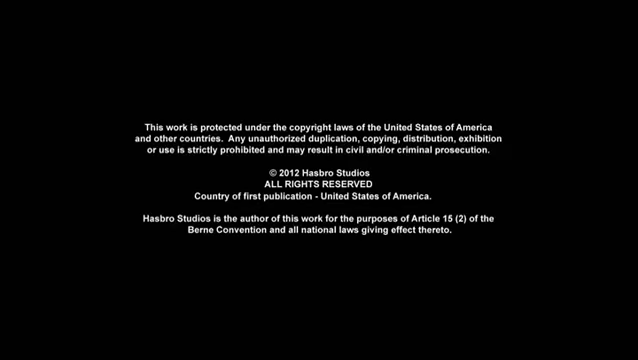 This work is protected under the copyright laws of the United States of America
and other countries. Any unauthorized duplication, copying, distribution, exhibition
or use is strictly prohibited and may result in civil and/or criminal prosecution.
© 2012 Hasbro Studios
ALL RIGHTS RESERVED
Country of first publication - United States of America.
Hasbro Studios is the author of this work for the purposes of Article 15 (2) of the
Berne Convention and all national laws giving effect thereto.